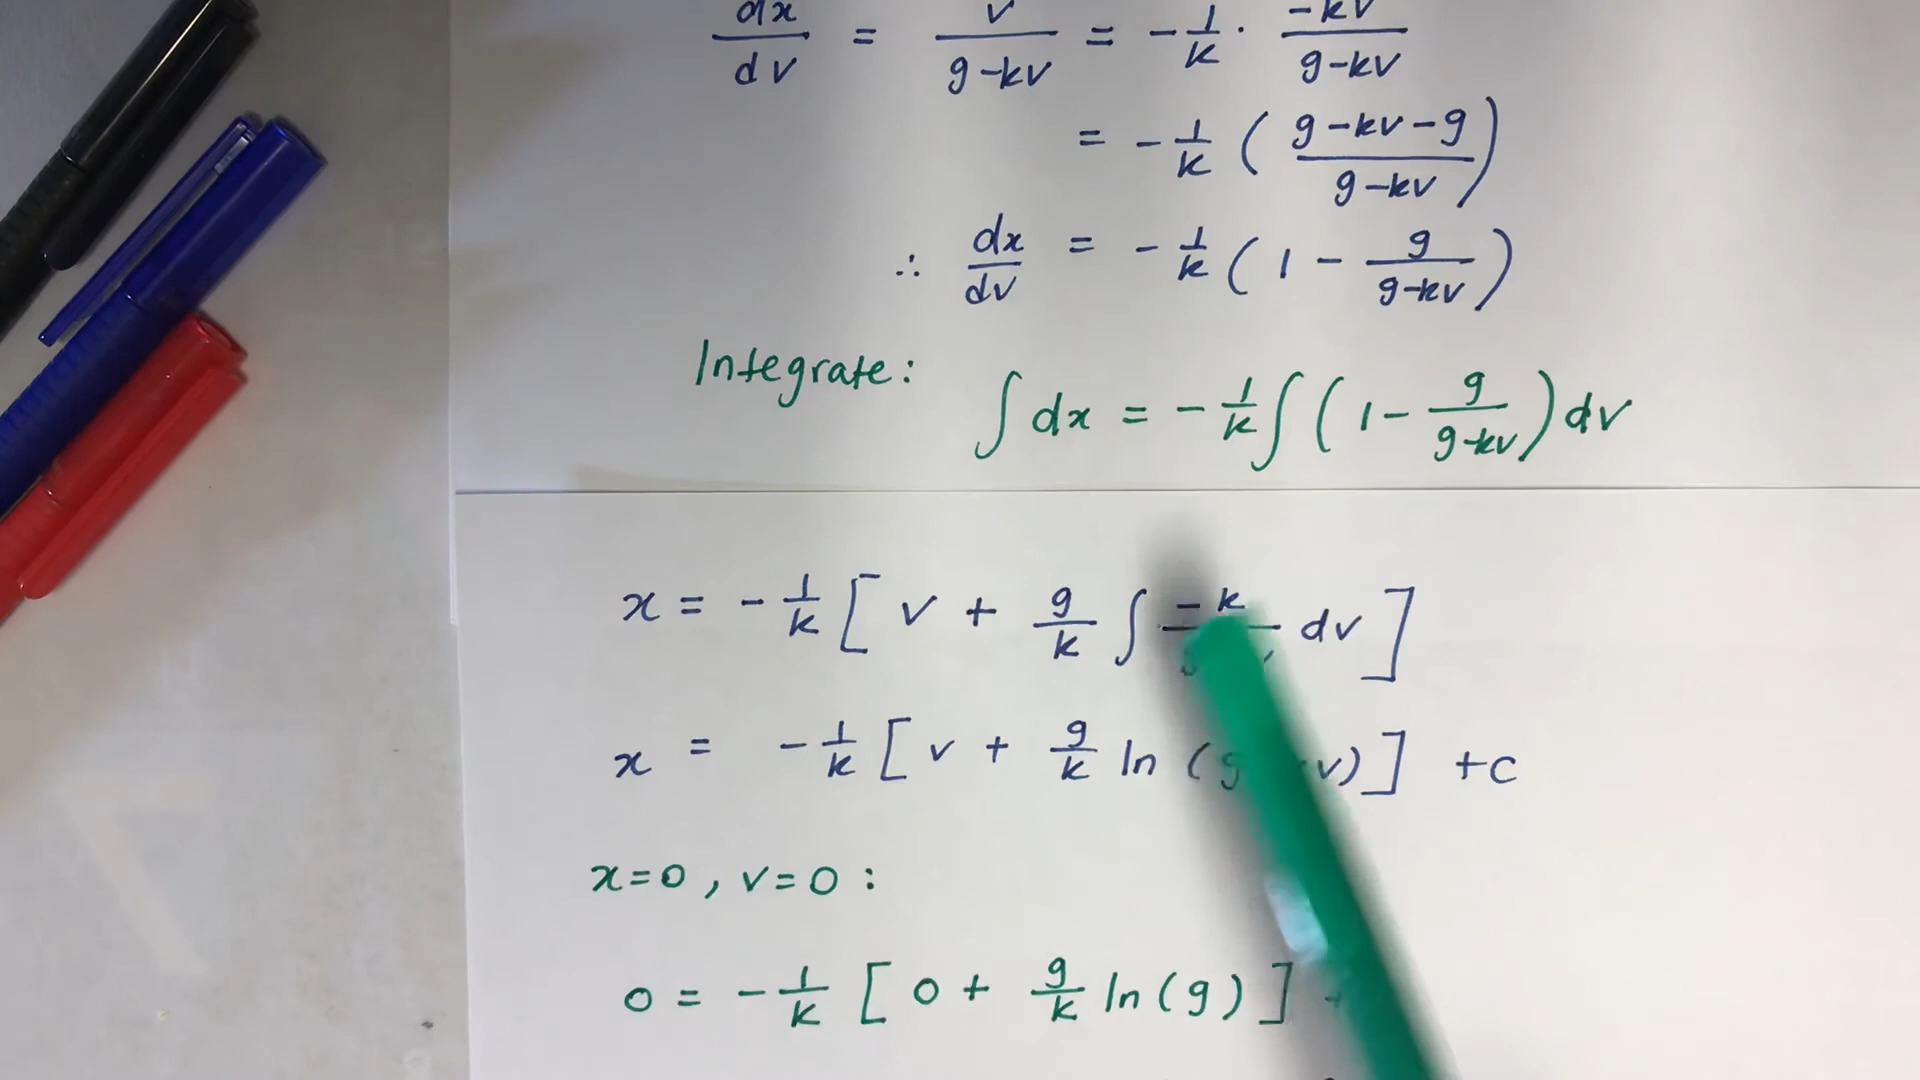 dx/dv = v/(g-kv) = -1/k · -kv/(g-kv)
= -1/k ( (g-kv-g)/(g-kv) )
∴ dx/dv = -1/k ( 1 - g/(g-kv) )
Integrate: ∫ dx = -1/k ∫ ( 1 - g/(g-kv) ) dv
x = -1/k [ v + g/k ∫ -k/ dv ]
x = -1/k [ v + g/k ln (g v) ] +c
x=0 , v=0 :
0 = -1/k [ 0 + g/k ln(g) ] +